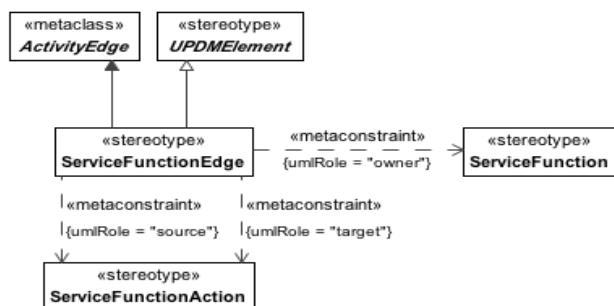 «metaclass»
ActivityEdge
«stereotype»
UPDMElement
«stereotype»
ServiceFunctionEdge
«metaconstraint»
{umlRole = "owner"}
«stereotype»
ServiceFunction
«metaconstraint»
{umlRole = "source"}
«metaconstraint»
{umlRole = "target"}
«stereotype»
ServiceFunctionAction